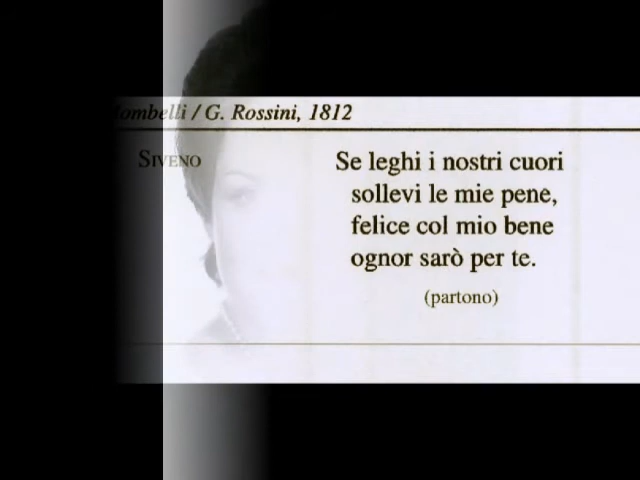 Mombelli / G. Rossini, 1812
SIVENO
Se leghi i nostri cuori
sollevi le mie pene,
felice col mio bene
ognor sarò per te.
(partono)